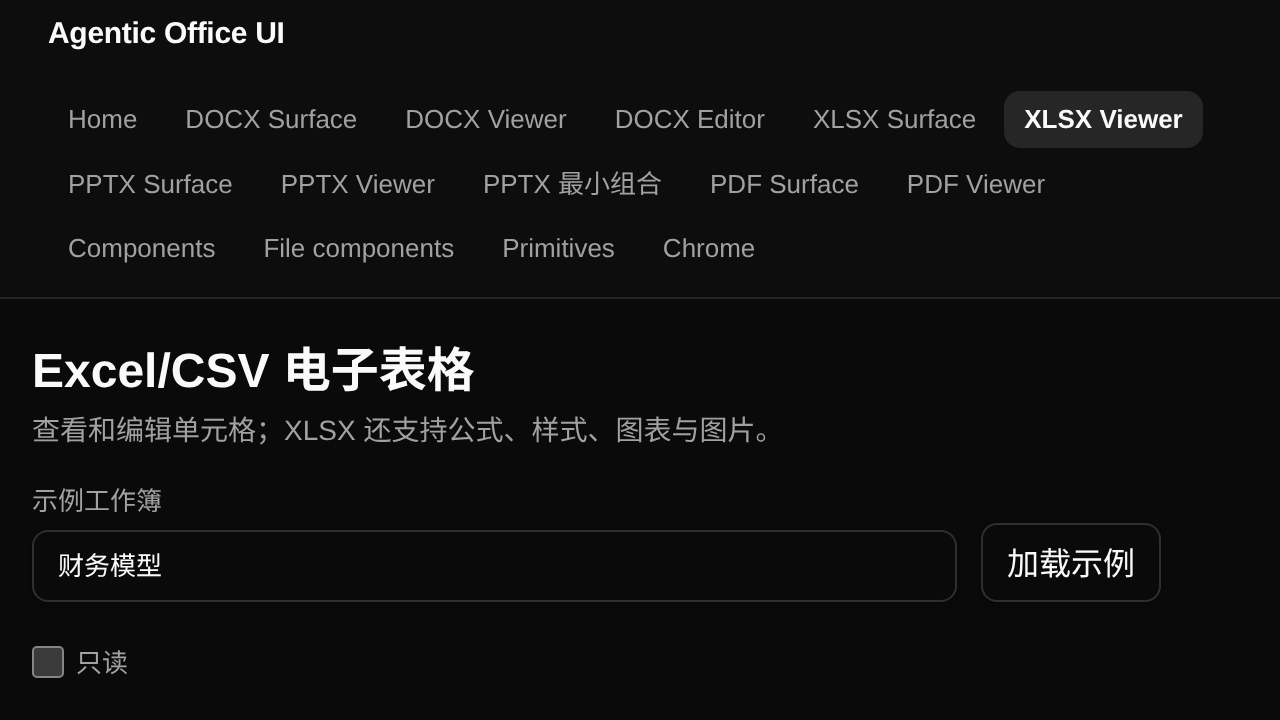 Agentic Office UI
Home DOCX Surface DOCX Viewer DOCX Editor XLSX Surface XLSX Viewer
PPTX Surface PPTX Viewer PPTX 最小组合 PDF Surface PDF Viewer
Components File components Primitives Chrome
Excel/CSV 电子表格
查看和编辑单元格；XLSX 还支持公式、样式、图表与图片。
示例工作簿
财务模型 加载示例
只读